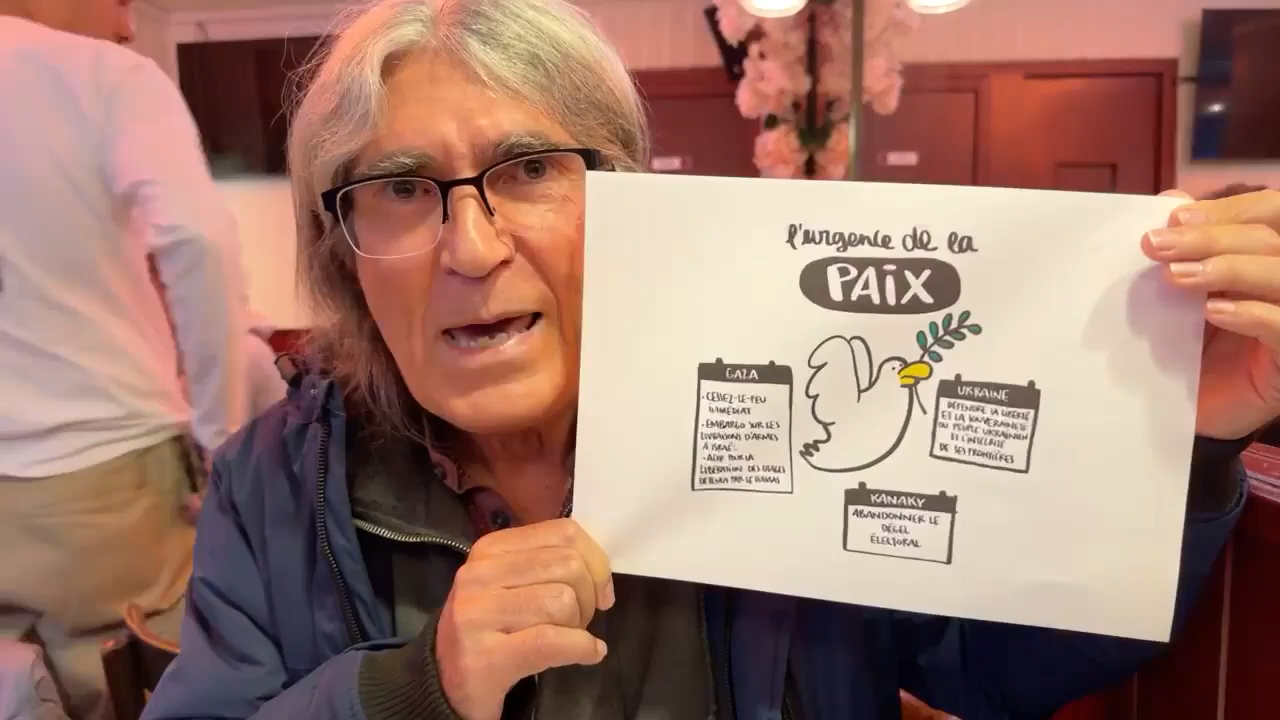 l'urgence de la
PAiX
GAZA
• CESSEZ-LE-FEU
IMMÉDIAT
• EMBARGO SUR LES
LIVRAISONS D'ARMES
À ISRAËL
• AGIR POUR LA
LIBÉRATION DES OTAGES
DÉTENUS PAR LE HAMAS
UKRAINE
DÉFENDRE LA LIBERTÉ
ET LA SOUVERAINETÉ
DU PEUPLE UKRAINIEN
ET L'INTÉGRITÉ
DE SES FRONTIÈRES
KANAKY
ABANDONNER LE
DÉGEL
ÉLECTORAL